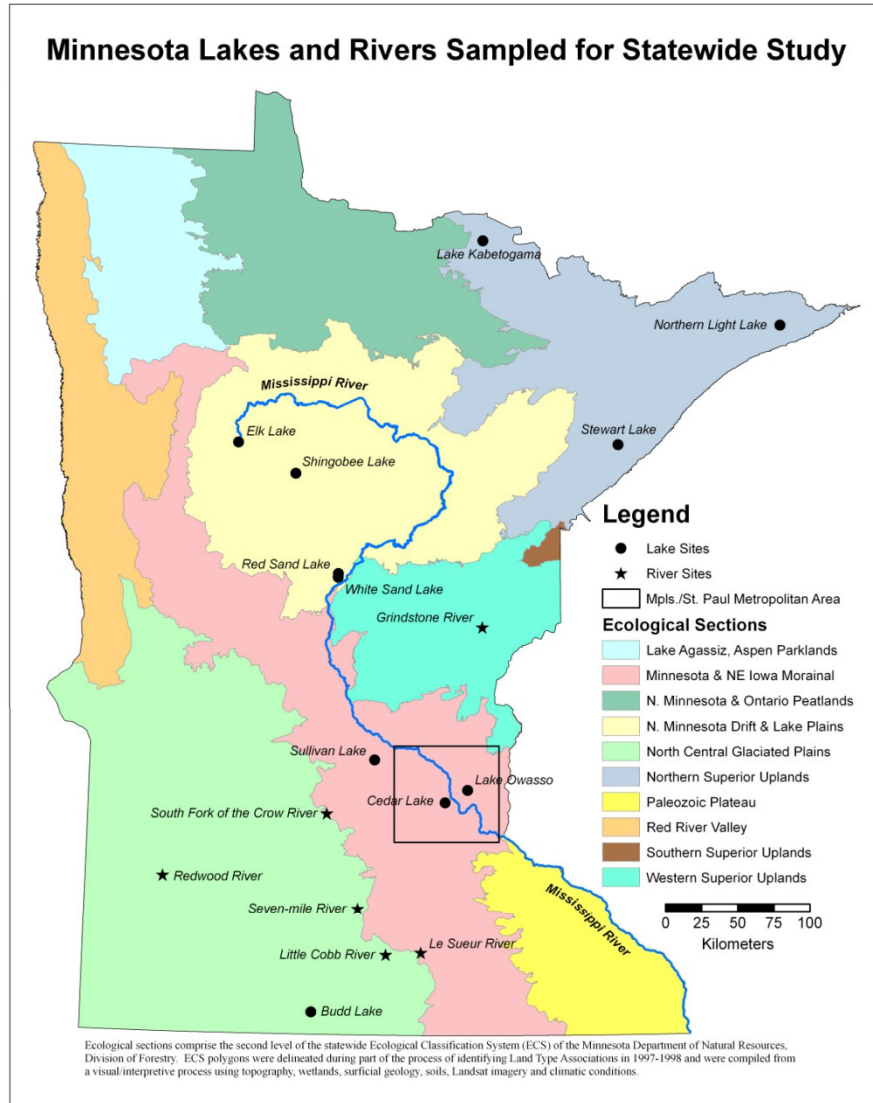 Minnesota Lakes and Rivers Sampled for Statewide Study
Lake Kabetogama
Northern Light Lake
Mississippi River
Elk Lake
Stewart Lake
Shingobee Lake
Red Sand Lake
White Sand Lake
Grindstone River
Sullivan Lake
Lake Owasso
Cedar Lake
South Fork of the Crow River
Redwood River
Seven-mile River
Mississippi River
Le Sueur River
Little Cobb River
Budd Lake
Legend
Lake Sites
River Sites
Mpls./St. Paul Metropolitan Area
Ecological Sections
Lake Agassiz, Aspen Parklands
Minnesota & NE Iowa Morainal
N. Minnesota & Ontario Peatlands
N. Minnesota Drift & Lake Plains
North Central Glaciated Plains
Northern Superior Uplands
Paleozoic Plateau
Red River Valley
Southern Superior Uplands
Western Superior Uplands
0 25 50 75 100
Kilometers
Ecological sections comprise the second level of the statewide Ecological Classification System (ECS) of the Minnesota Department of Natural Resources,
Division of Forestry. ECS polygons were delineated during part of the process of identifying Land Type Associations in 1997-1998 and were compiled from
a visual/interpretive process using topography, wetlands, surficial geology, soils, Landsat imagery and climatic conditions.